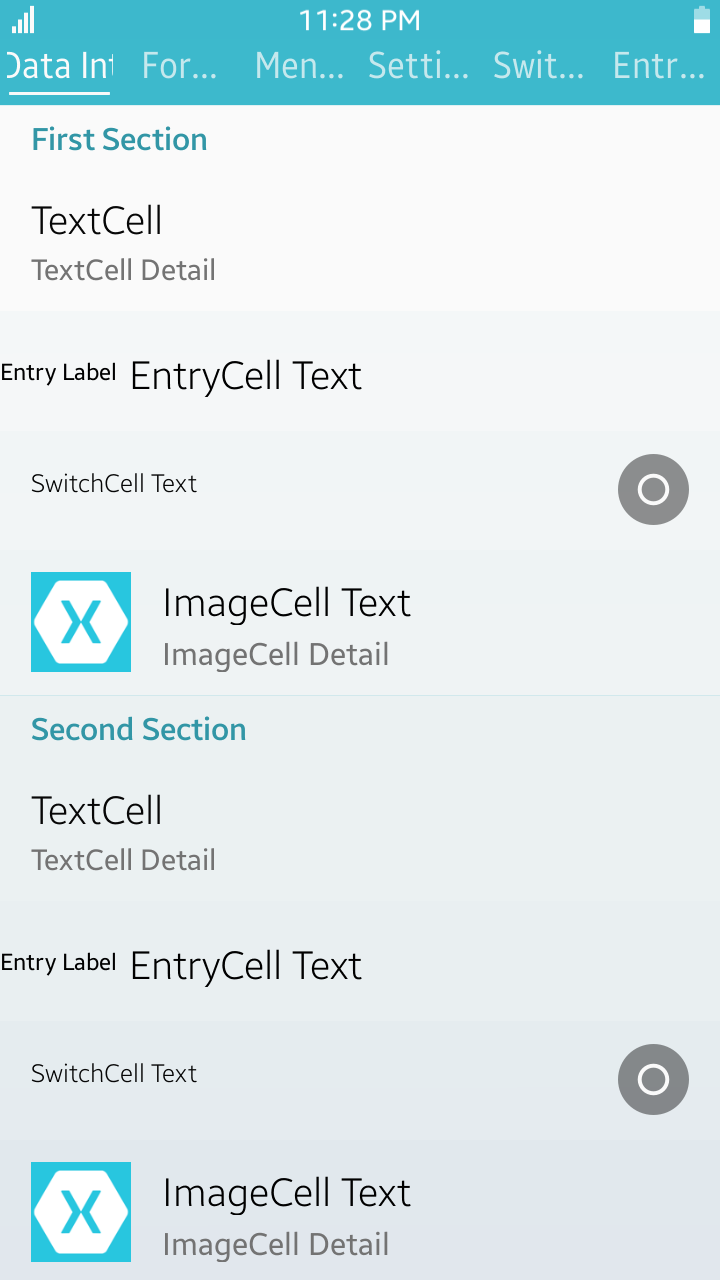 11:28 PM
Data Int For... Men... Setti... Swit... Entr...
First Section
TextCell
TextCell Detail
Entry Label EntryCell Text
SwitchCell Text
ImageCell Text
ImageCell Detail
Second Section
TextCell
TextCell Detail
Entry Label EntryCell Text
SwitchCell Text
ImageCell Text
ImageCell Detail